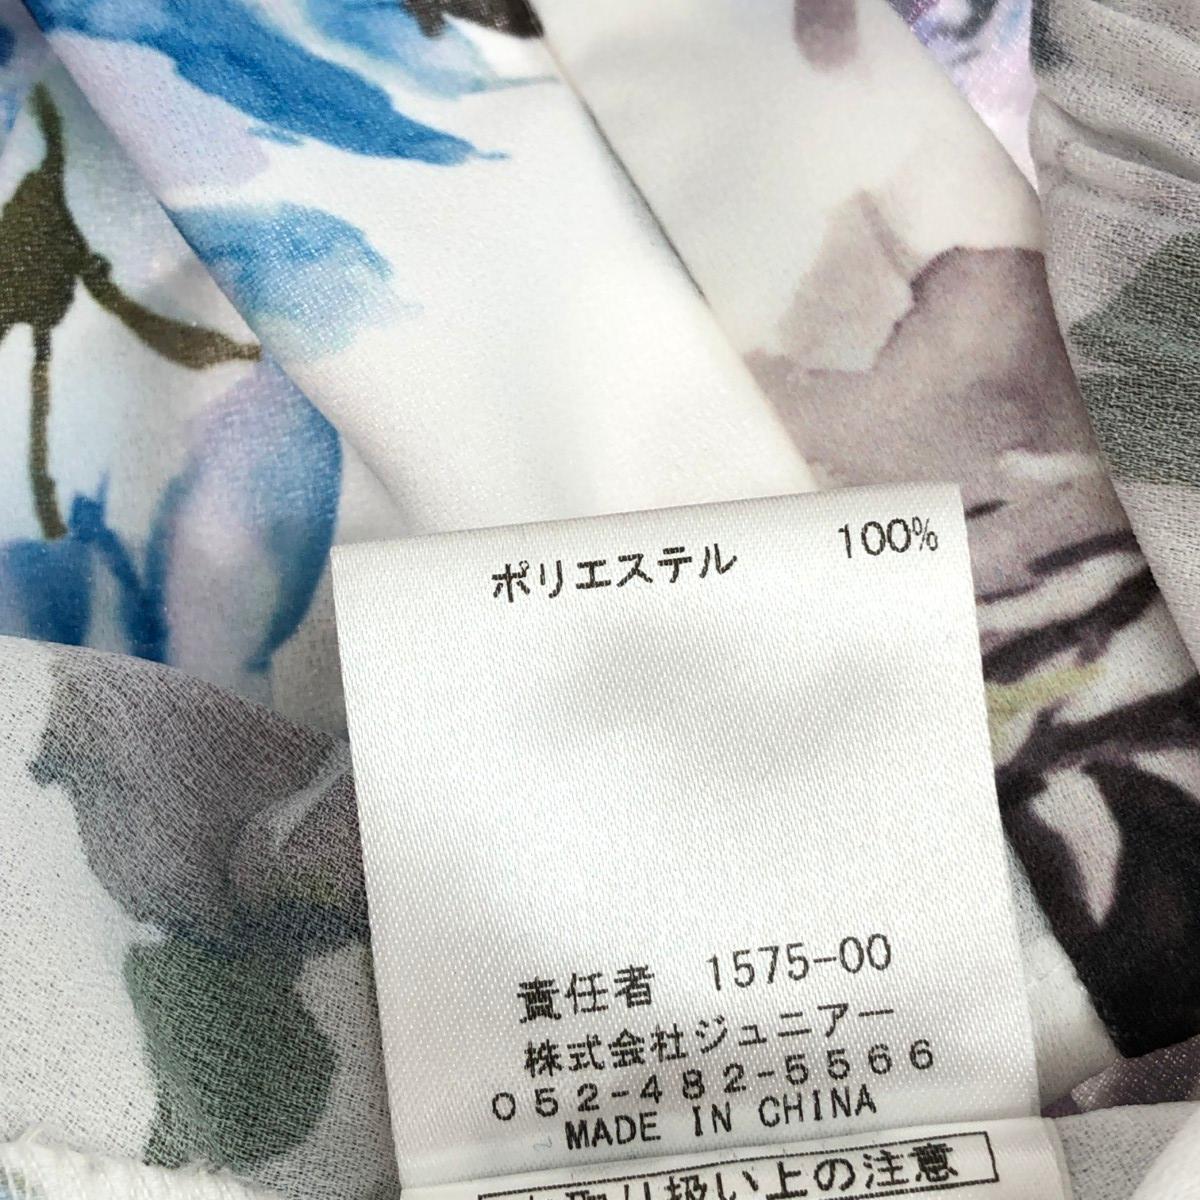 ポリエステル 100%
責任者 1575-00
株式会社ジュニアー
052-482-5566
MADE IN CHINA
お取り扱い上の注意